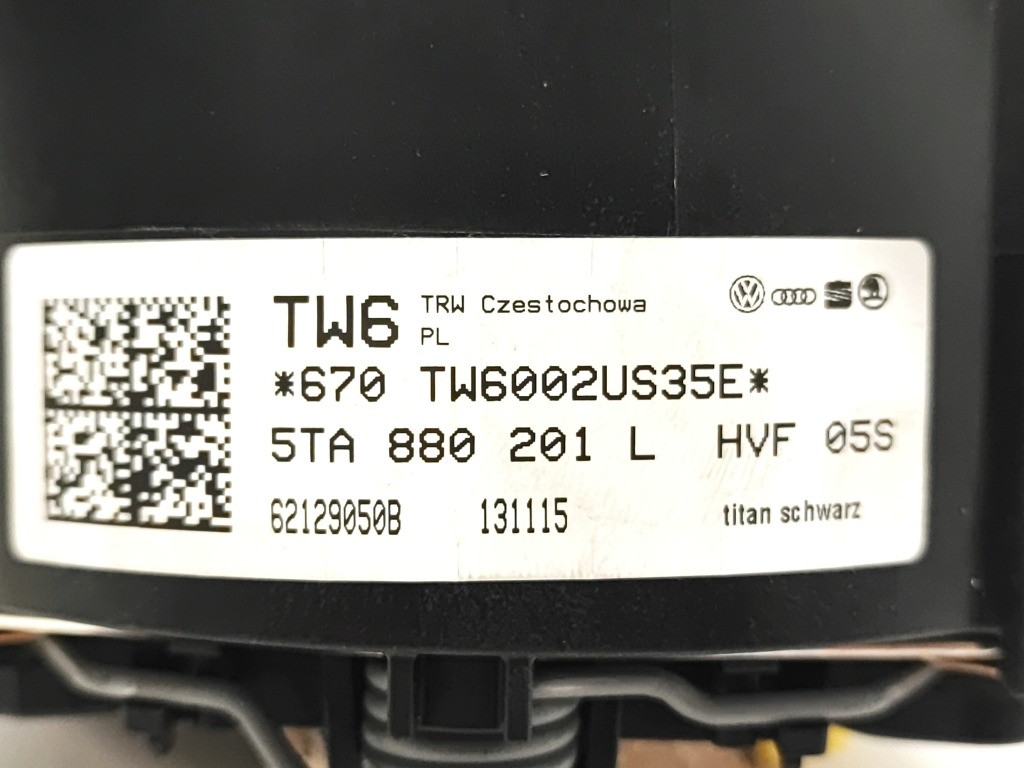 TW6 TRW Czestochowa
PL
*670 TW6002US35E*
5TA 880 201 L HVF 05S
62129050B 131115 titan schwarz